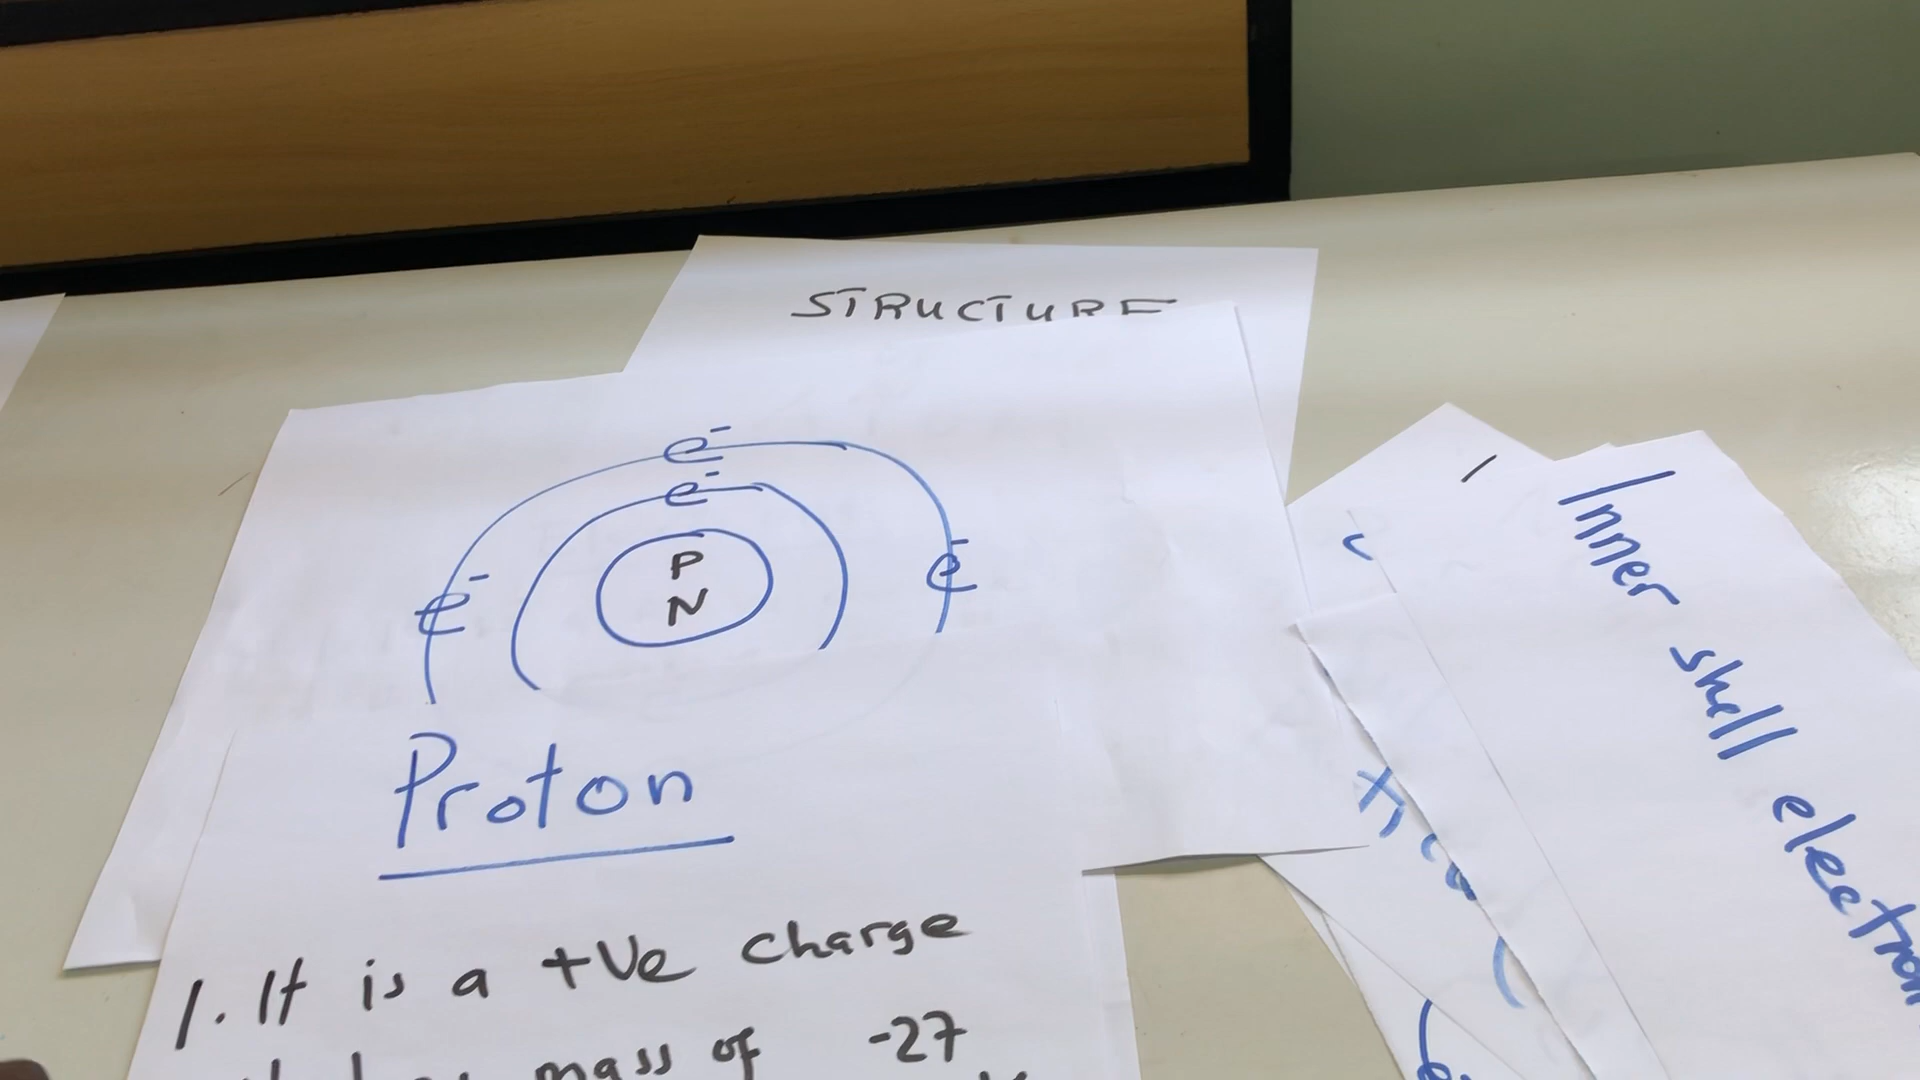 STRUCTURE
e-
e-
e-
e-
P
N
Proton
1. It is a +ve charge
mass of -27
Inner shell electron